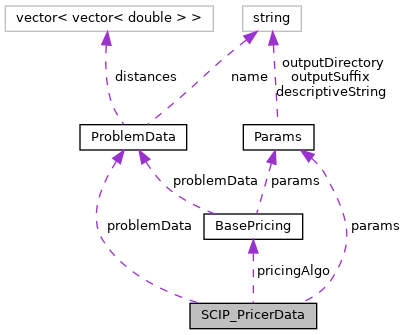 vector< vector< double > >
string
distances
name
outputDirectory
outputSuffix
descriptiveString
ProblemData
Params
problemData
params
problemData
BasePricing
params
pricingAlgo
SCIP_PricerData